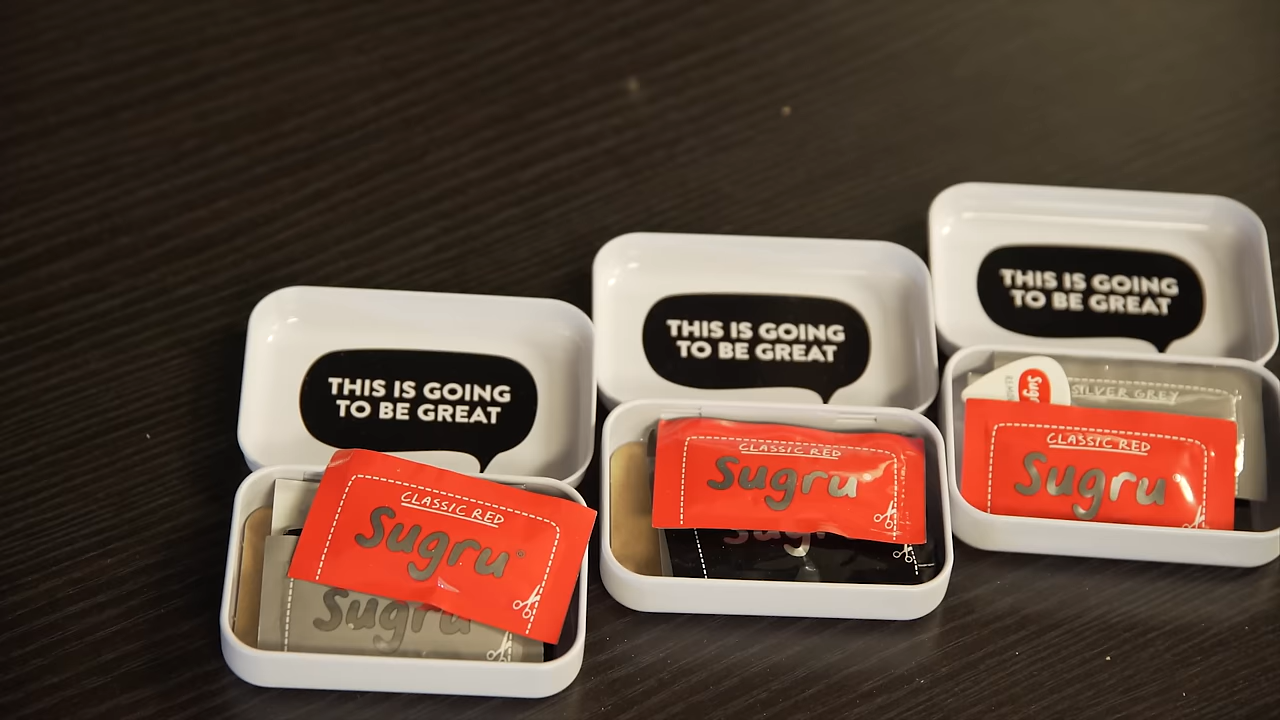 THIS IS GOING
TO BE GREAT
CLASSIC RED
Sugru
Sugru
THIS IS GOING
TO BE GREAT
CLASSIC RED
Sugru
THIS IS GOING
TO BE GREAT
Sugru
SILVER GREY
CLASSIC RED
Sugru